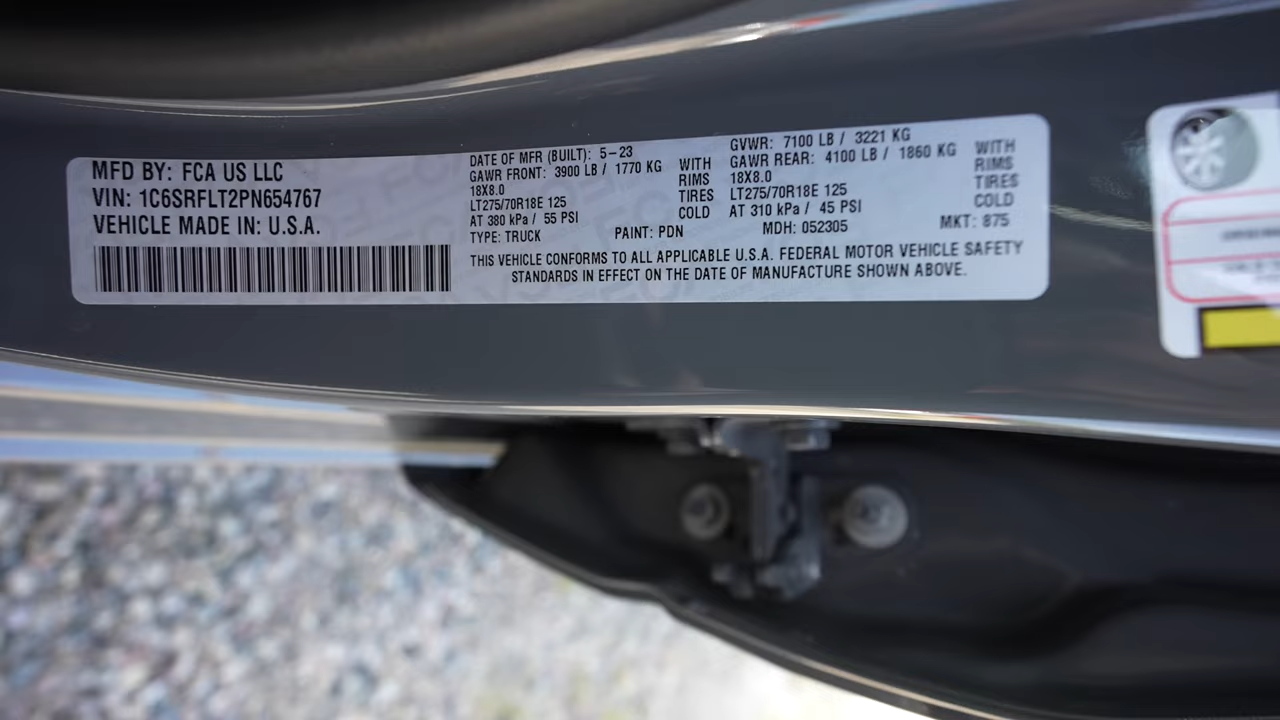 MFD BY: FCA US LLC
VIN: 1C6SRFLT2PN654767
VEHICLE MADE IN: U.S.A.
DATE OF MFR (BUILT): 5-23
GAWR FRONT: 3900 LB / 1770 KG WITH
18X8.0 RIMS
LT275/70R18E 125 TIRES
AT 380 kPa / 55 PSI COLD
TYPE: TRUCK PAINT: PDN
GVWR: 7100 LB / 3221 KG
GAWR REAR: 4100 LB / 1860 KG WITH
18X8.0 RIMS
LT275/70R18E 125 TIRES
AT 310 kPa / 45 PSI COLD
MDH: 052305 MKT: 875
THIS VEHICLE CONFORMS TO ALL APPLICABLE U.S.A. FEDERAL MOTOR VEHICLE SAFETY
STANDARDS IN EFFECT ON THE DATE OF MANUFACTURE SHOWN ABOVE.